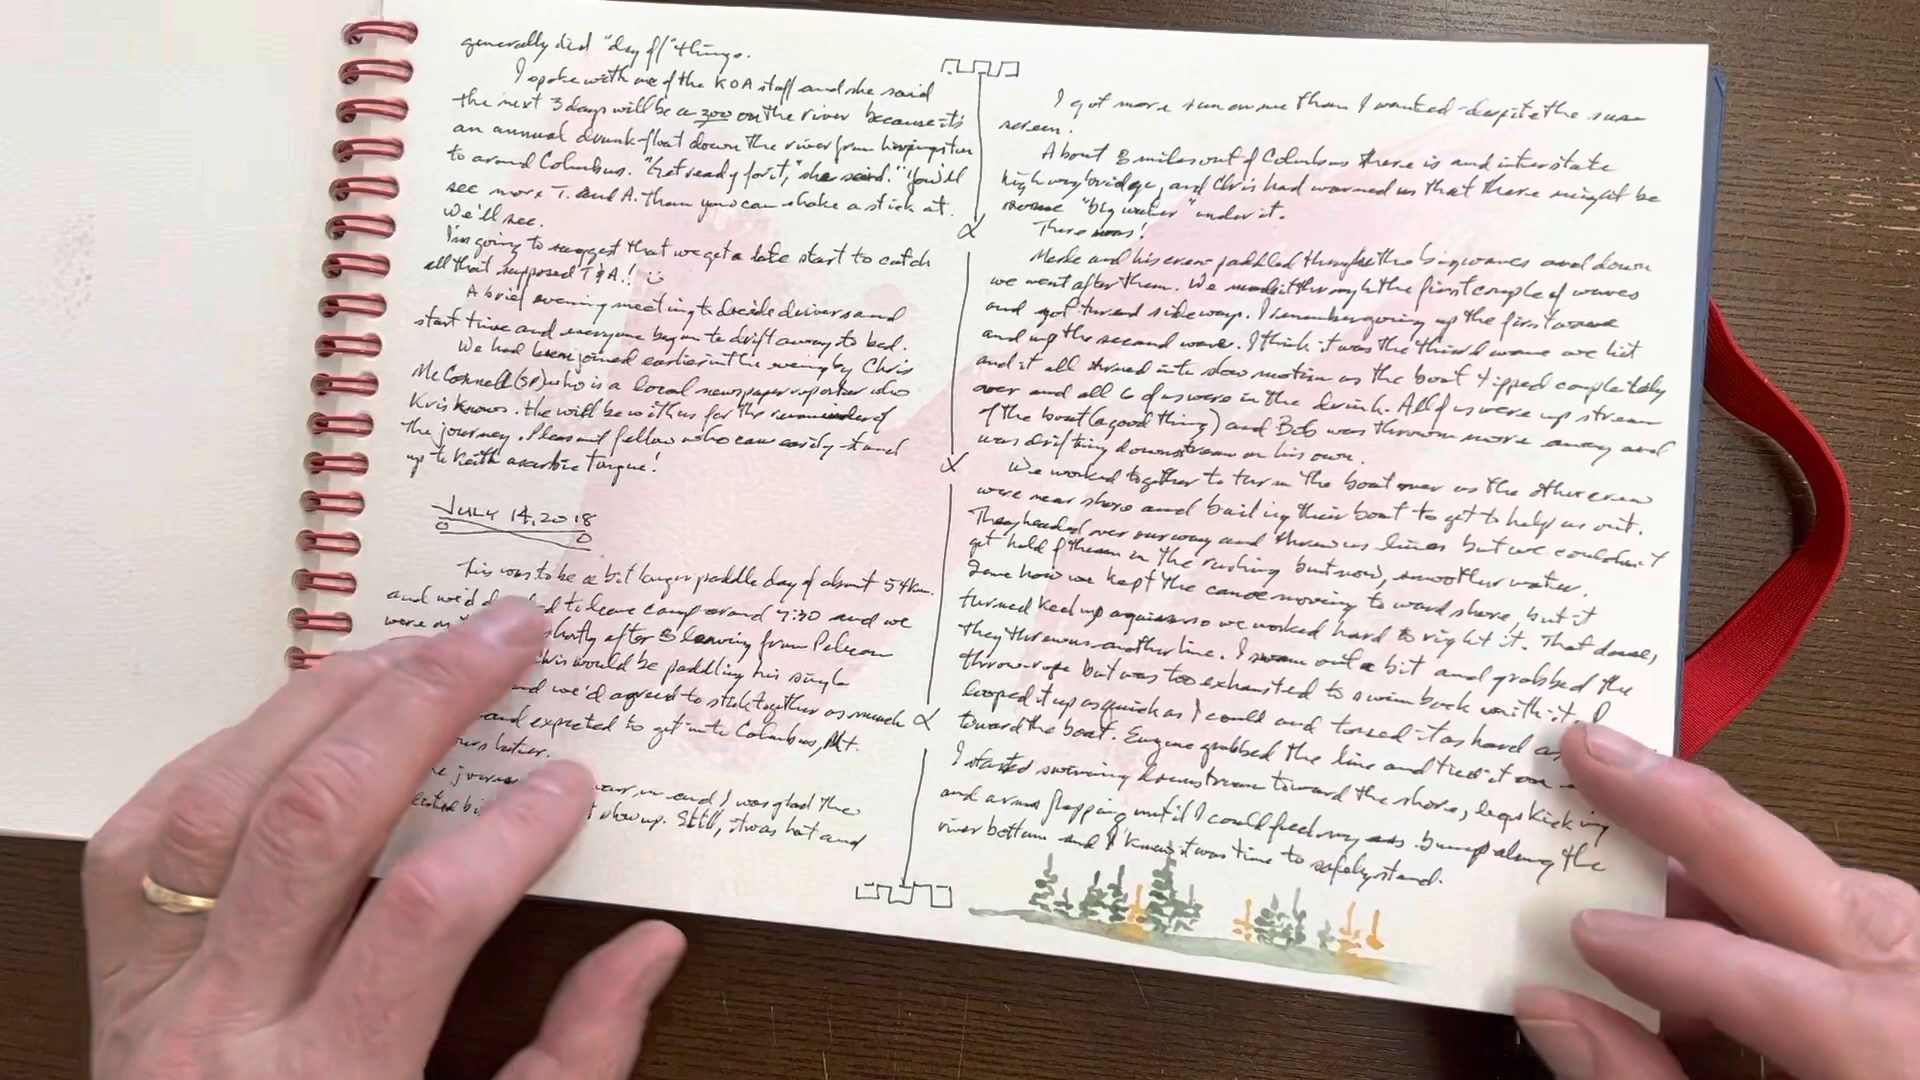 generally did "day off" things.
I spoke with one of the KOA staff and she said
the next 3 days will be a zoo on the river because its
an annual drunk-float down the river from
to around Columbus. "Get ready for it," she said. "You'll
see more T. and A. than you can shake a stick at.
We'll see.
I'm going to suggest that we get a late start to catch
all that supposed T & A!
A brief evening meeting to decide drivers and
start time and everyone began to drift away to bed.
We had been joined earlier in the evening by Chris
McConnell (SP) who is a local newspaper reporter who
Kris knows. He will be with us for the remainder of
the journey. Pleasant fellow who can easily stand
up to Keith acerbic tongue!
JULY 14, 2018
This was to be a bit longer paddle day of about 54 km.
and we'd to leave camp around 7:30 and we
were shortly after 8 leaving from Pelican
would be paddling his single
and we'd agreed to stick together as much
and expected to get into Columbus, Mt.
later.
and I was glad the
show up. Still, it was hot and
I got more sun on me than I wanted despite the sun
screen.
About 3 miles out of Columbus there is and interstate
highway bridge, and Chris had warned us that there might be
some "big water" under it.
There was!
and his crew paddled through the big waves and down
we went after them. We made it through the first couple of waves
and got turned sideways. I remember going up the first wave
and up the second wave. I think it was the third wave we hit
and it all turned into slow motion as the boat tipped completely
over and all 6 of us were in the drink. All of us were up stream
of the boat (a good thing) and Bob was thrown more away and
was drifting downstream on his own.
We worked together to turn the boat over as the other crew
were near shore and bailing their boat to get to help us out.
They headed over our way and threw us lines but we couldn't
get hold of them in the rushing but now, smoother water.
how we kept the canoe moving toward shore, but it
turned keel up again so we worked hard to right it. That done,
they threw us another line. I swam out a bit and grabbed the
throw-rope but was too exhausted to swim back with it. I
looped it up as quick as I could and tossed it as hard as
toward the boat. Eugene grabbed the line and tied it on
I started swimming downstream toward the shore, legs kicking
and arms flapping until I could feel my ass bump along the
river bottom and I knew it was time to safely stand.